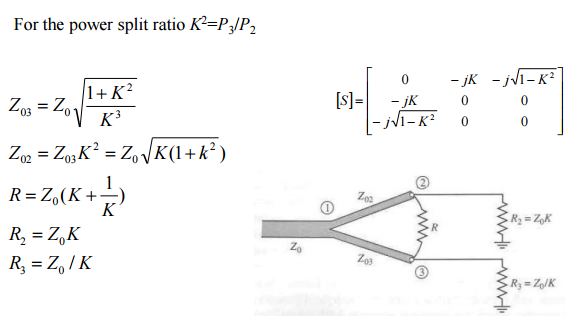 For the power split ratio K²=P₃/P₂
Z₀₃ = Z₀√((1+K²)/K³)
Z₀₂ = Z₀₃K² = Z₀√(K(1+k²))
R = Z₀(K + 1/K)
R₂ = Z₀K
R₃ = Z₀ / K
[S]= [0 -jK -j√(1-K²)
-jK 0 0
-j√(1-K²) 0 0]
②
Z₀₂
①
R₂ = Z₀K
R
Z₀
Z₀₃
③
R₃ = Z₀/K